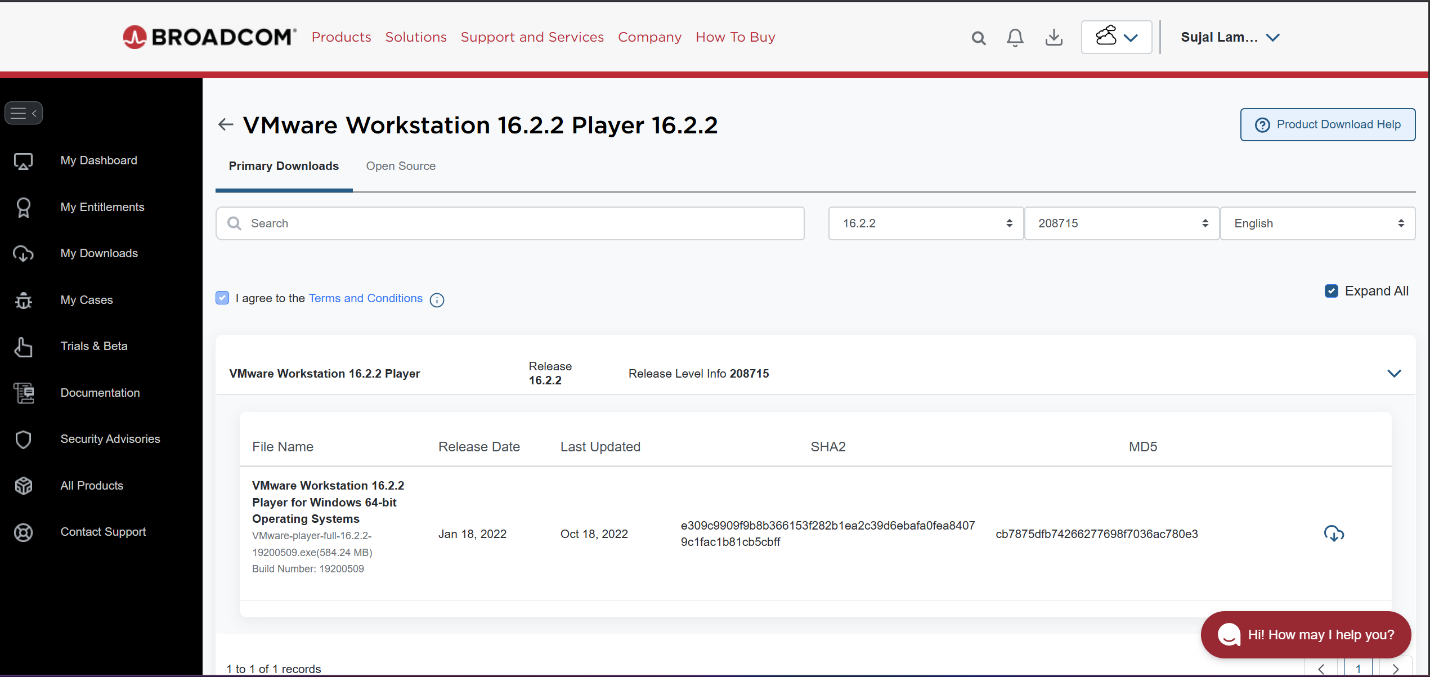 BROADCOM® Products Solutions Support and Services Company How To Buy Sujal Lam...
VMware Workstation 16.2.2 Player 16.2.2
Product Download Help
My Dashboard
My Entitlements
My Downloads
My Cases
Trials & Beta
Documentation
Security Advisories
All Products
Contact Support
Primary Downloads Open Source
Search 16.2.2 208715 English
I agree to the Terms and Conditions
Expand All
VMware Workstation 16.2.2 Player
Release
16.2.2
Release Level Info 208715
File Name Release Date Last Updated SHA2 MD5
VMware Workstation 16.2.2
Player for Windows 64-bit
Operating Systems
VMware-player-full-16.2.2-
19200509.exe(584.24 MB)
Build Number: 19200509
Jan 18, 2022
Oct 18, 2022
e309c9909f9b8b366153f282b1ea2c39d6ebafa0fea8407
9c1fac1b81cb5cbff
cb7875dfb74266277698f7036ac780e3
Hi! How may I help you?
1 to 1 of 1 records
1